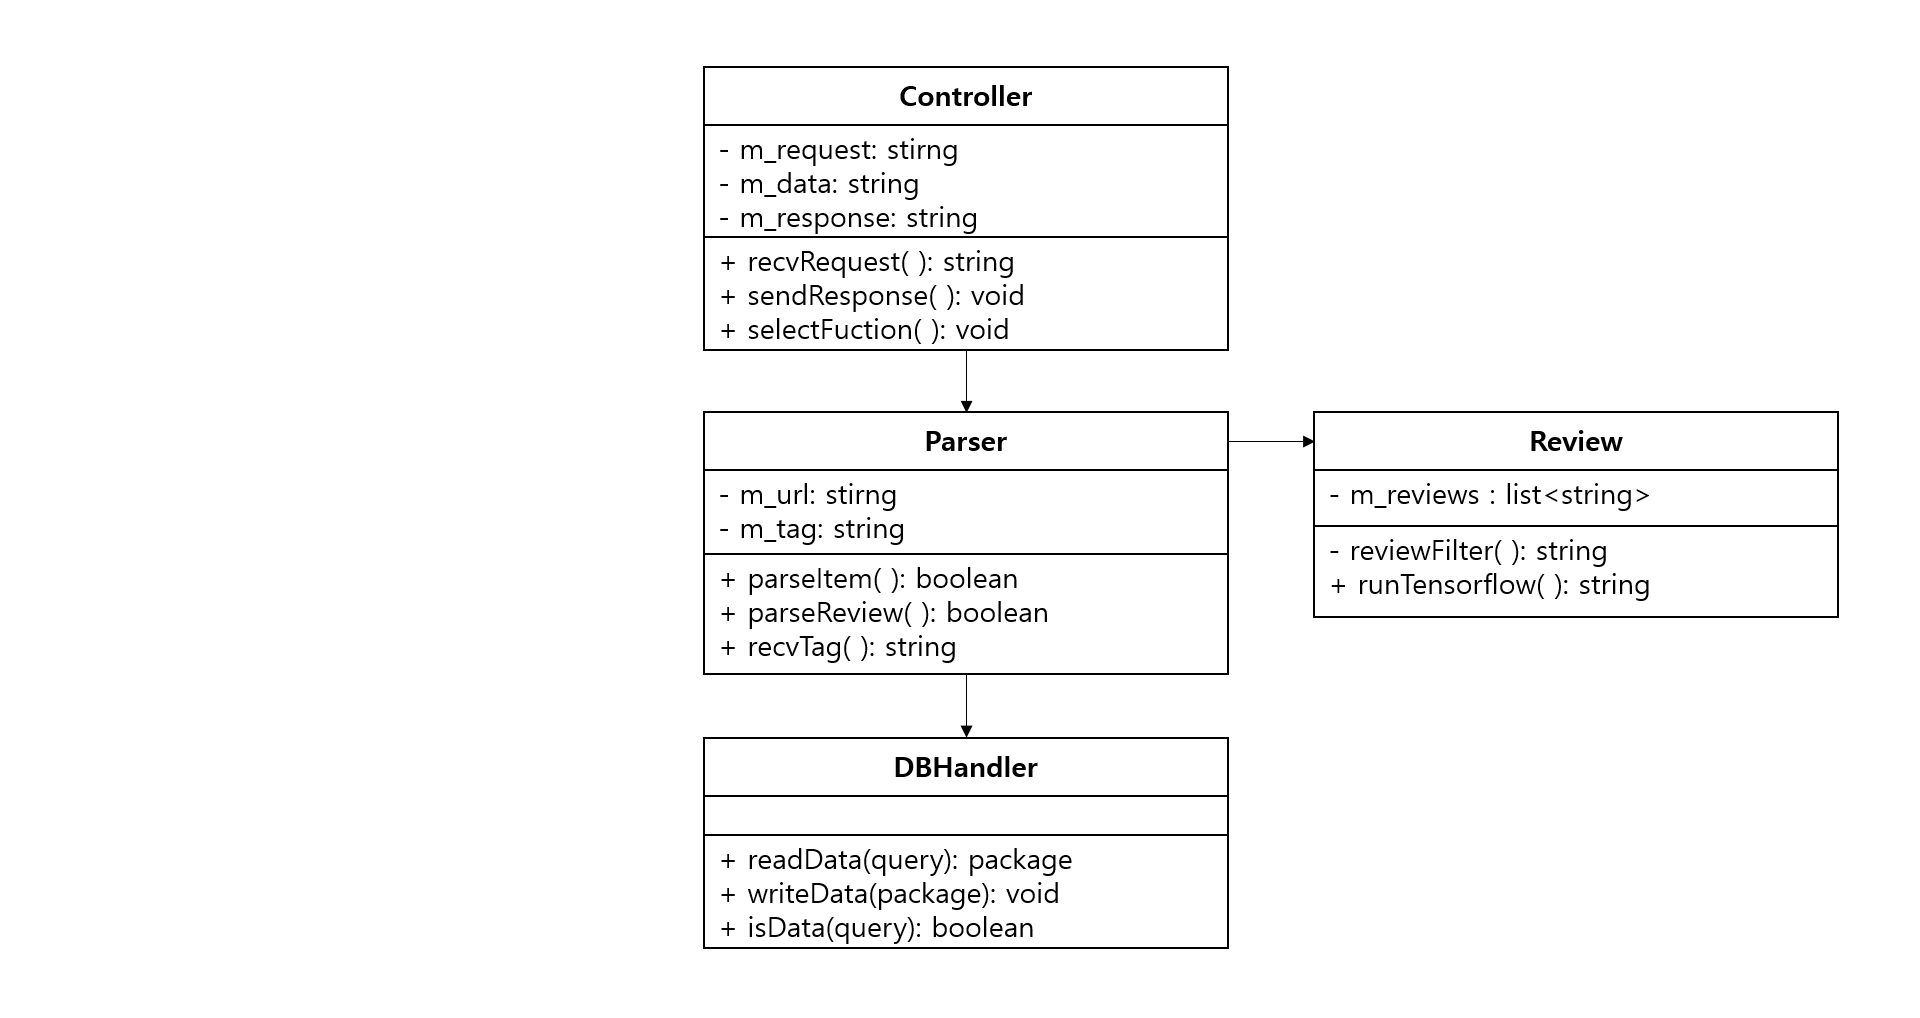 Controller
- m_request: stirng
- m_data: string
- m_response: string
+ recvRequest( ): string
+ sendResponse( ): void
+ selectFuction( ): void
Parser
- m_url: stirng
- m_tag: string
+ parseItem( ): boolean
+ parseReview( ): boolean
+ recvTag( ): string
Review
- m_reviews : list<string>
- reviewFilter( ): string
+ runTensorflow( ): string
DBHandler
+ readData(query): package
+ writeData(package): void
+ isData(query): boolean